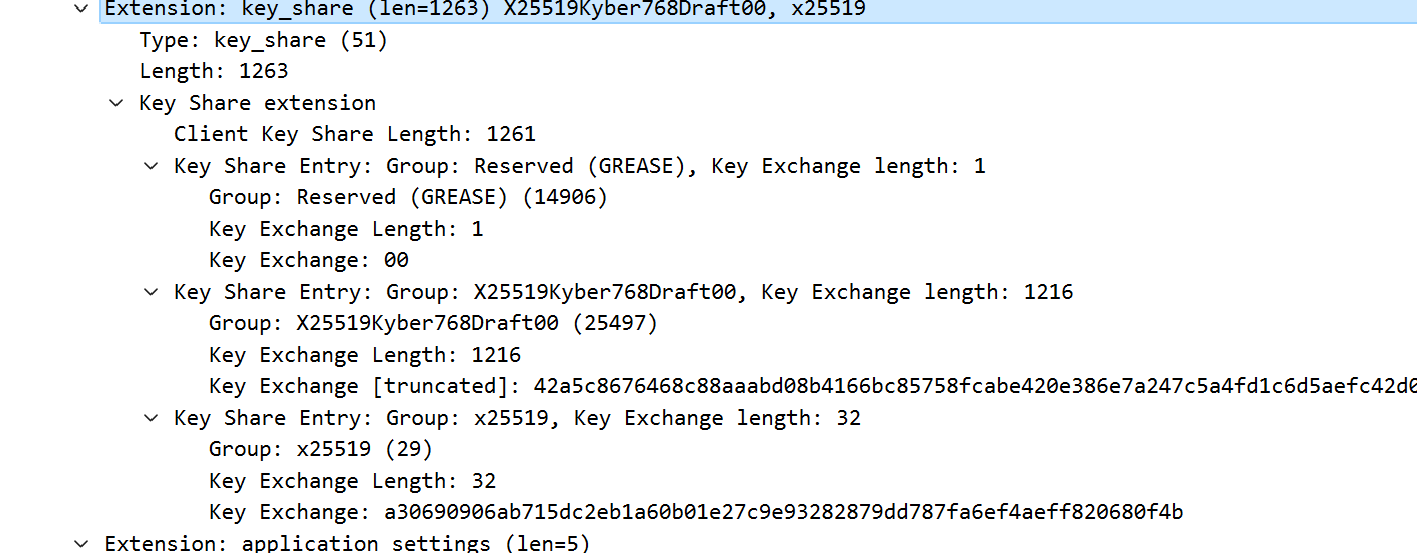 Extension: key_share (len=1263) X25519Kyber768Draft00, x25519
Type: key_share (51)
Length: 1263
Key Share extension
Client Key Share Length: 1261
Key Share Entry: Group: Reserved (GREASE), Key Exchange length: 1
Group: Reserved (GREASE) (14906)
Key Exchange Length: 1
Key Exchange: 00
Key Share Entry: Group: X25519Kyber768Draft00, Key Exchange length: 1216
Group: X25519Kyber768Draft00 (25497)
Key Exchange Length: 1216
Key Exchange [truncated]: 42a5c8676468c88aaabd08b4166bc85758fcabe420e386e7a247c5a4fd1c6d5aefc42d0
Key Share Entry: Group: x25519, Key Exchange length: 32
Group: x25519 (29)
Key Exchange Length: 32
Key Exchange: a30690906ab715dc2eb1a60b01e27c9e93282879dd787fa6ef4aeff820680f4b
Extension: application settings (len=5)